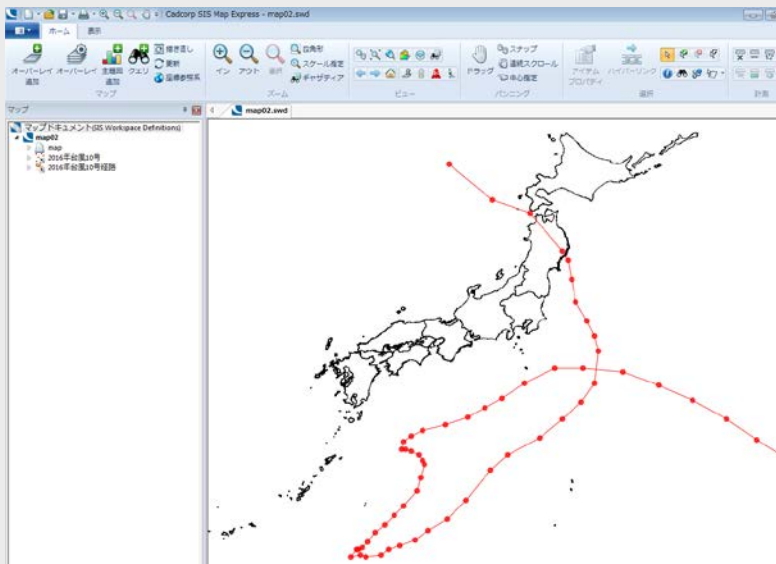 Cadcorp SIS Map Express - map02.swd
ホーム
表示
オーバーレイ
追加
オーバーレイ
主題図
追加
クエリ
描き直し
更新
座標参照系
マップ
イン
アウト
選択
四角形
スケール指定
ギャザティア
ズーム
ビュー
ドラッグ
スナップ
連続スクロール
中心指定
パンニング
アイテム
プロパティ
ハイパーリンク
選択
計測
マップ
map02.swd
マップドキュメント(SIS Workspace Definitions)
map02
map
2016年台風10号
2016年台風10号経路